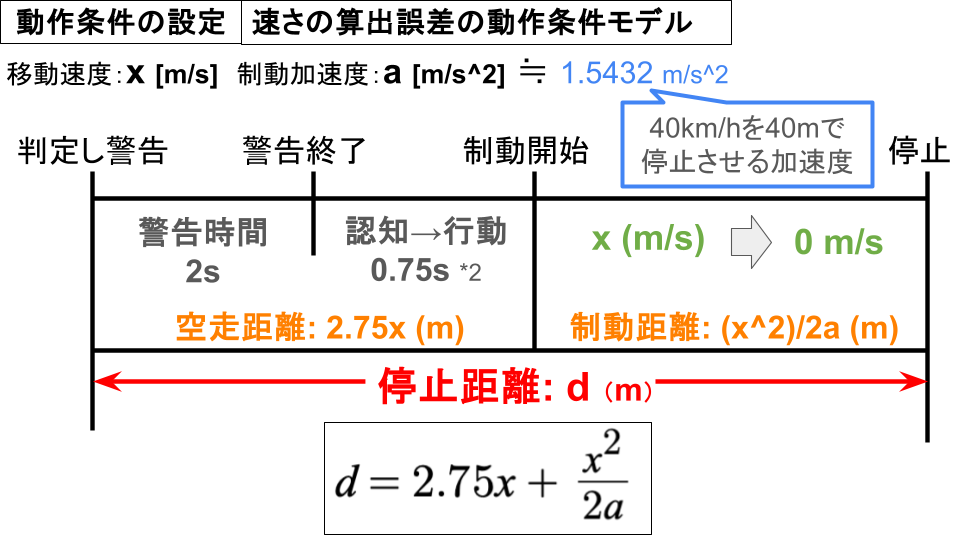 動作条件の設定 速さの算出誤差の動作条件モデル
移動速度:x [m/s] 制動加速度:a [m/s^2] ≒ 1.5432 m/s^2
40km/hを40mで
停止させる加速度
判定し警告 警告終了 制動開始 停止
警告時間
2s
認知→行動
0.75s *2
x (m/s) 0 m/s
空走距離: 2.75x (m) 制動距離: (x^2)/2a (m)
停止距離: d (m)
d = 2.75x + x²/2a